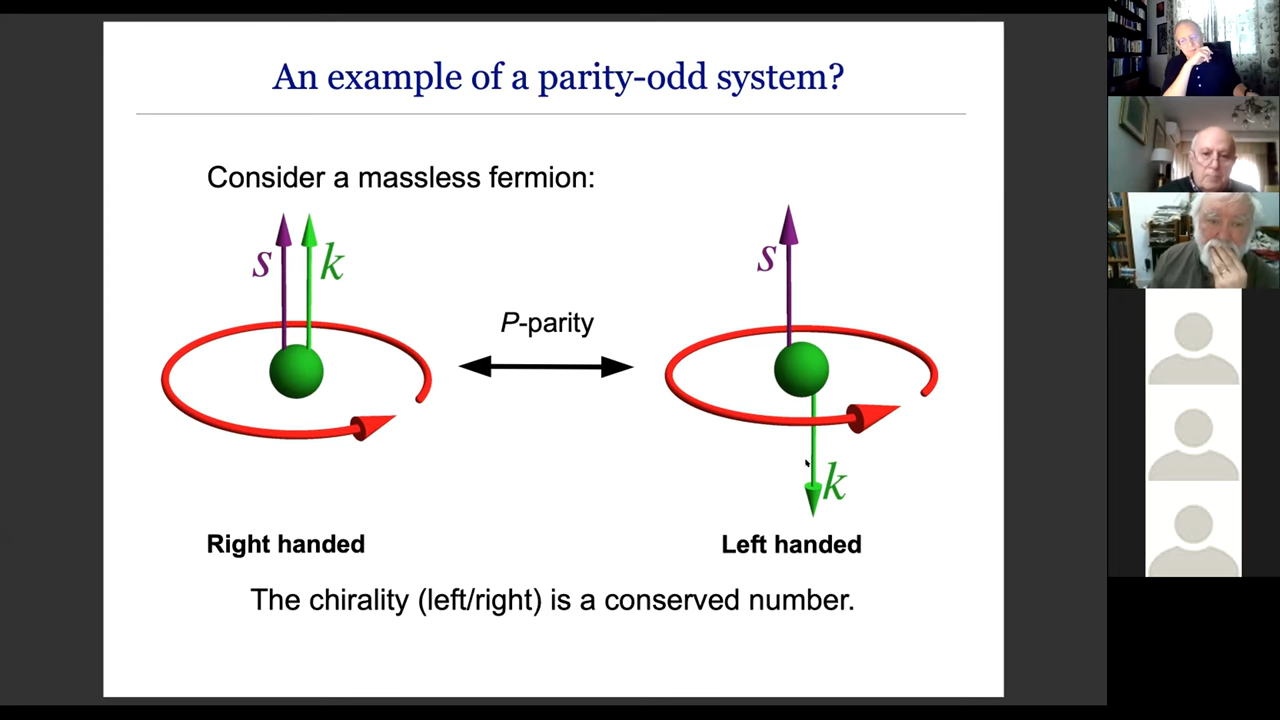 An example of a parity-odd system?
Consider a massless fermion:
s k
s
P-parity
k
Right handed
Left handed
The chirality (left/right) is a conserved number.